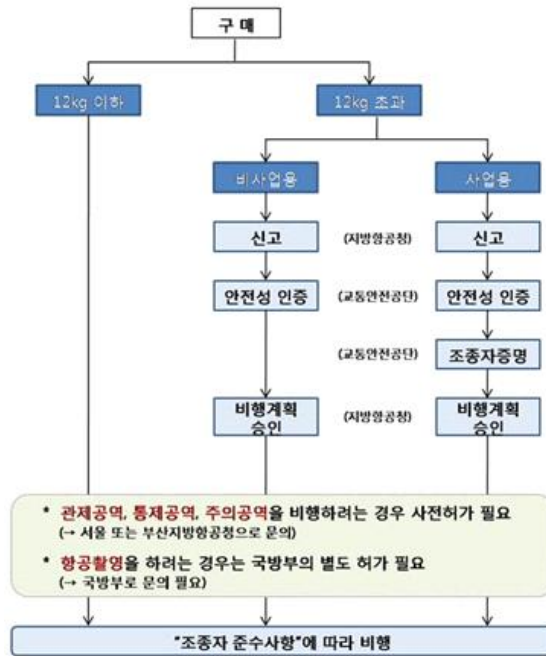 구 매
12kg 이하
12kg 초과
비사업용
사업용
신고
(지방항공청)
신고
안전성 인증
(교통안전공단)
안전성 인증
(교통안전공단)
조종자증명
비행계획
승인
(지방항공청)
비행계획
승인
* 관제공역, 통제공역, 주의공역을 비행하려는 경우 사전허가 필요
(→ 서울 또는 부산지방항공청으로 문의)
* 항공촬영을 하려는 경우는 국방부의 별도 허가 필요
(→ 국방부로 문의 필요)
"조종자 준수사항"에 따라 비행